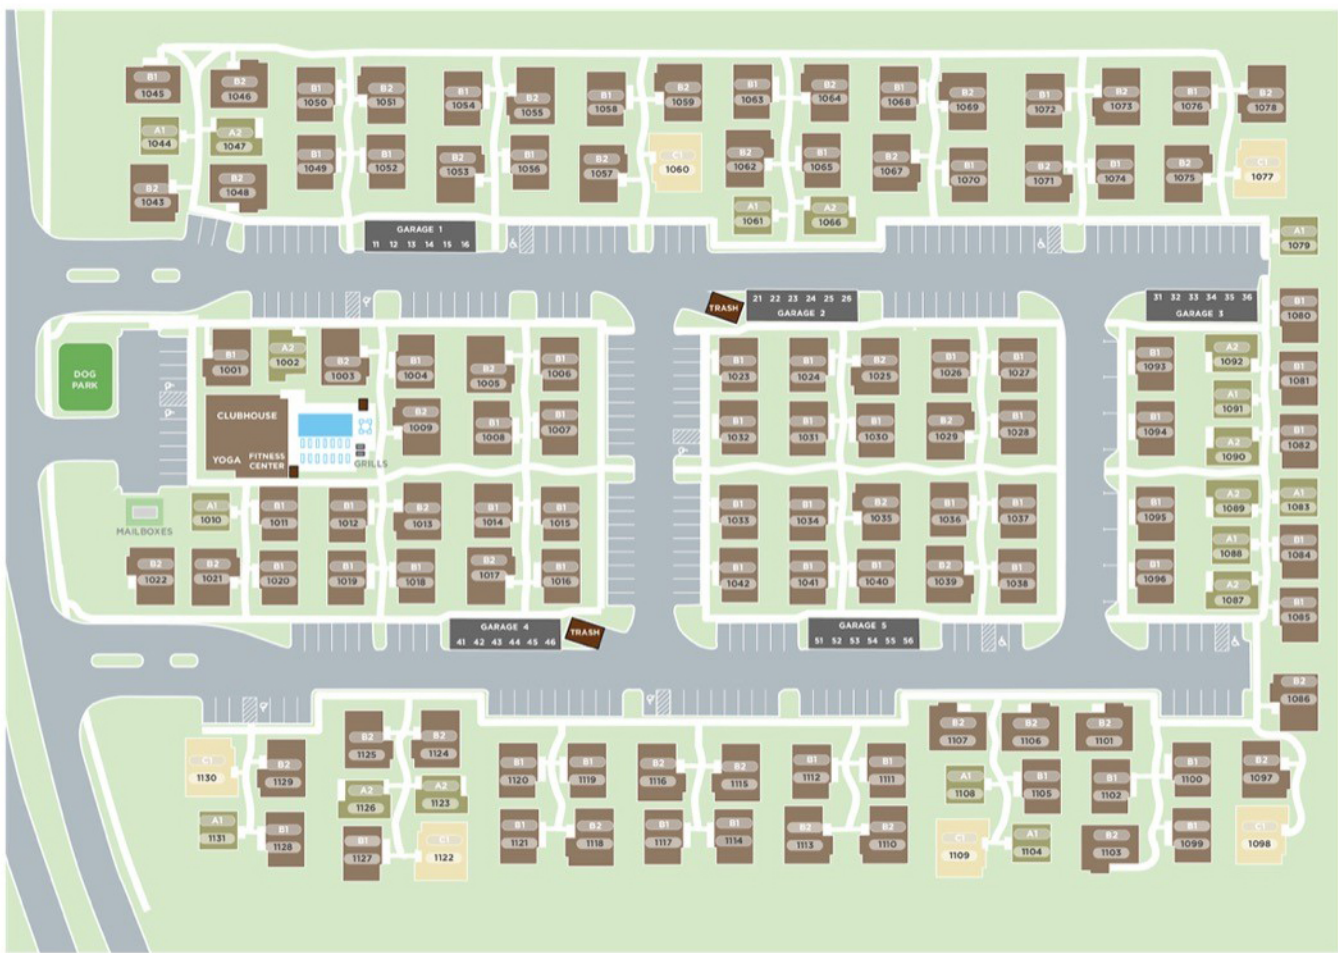 B1
1045
B2
1046
B1
1050
B2
1051
B1
1054
B2
1055
B1
1058
B2
1059
B1
1063
B2
1064
B1
1068
B2
1069
B1
1072
B2
1073
B1
1076
B2
1078
A1
1044
A2
1047
B1
1049
B1
1052
B2
1053
B1
1056
B2
1057
C1
1060
B2
1062
B1
1065
B2
1067
B1
1070
B2
1071
B1
1074
B2
1075
C1
1077
B2
1043
B2
1048
A1
1061
A2
1066
GARAGE 1
11 12 13 14 15 16
A1
1079
TRASH
21 22 23 24 25 26
GARAGE 2
31 32 33 34 35 36
GARAGE 3
B1
1080
DOG
PARK
B1
1001
A2
1002
B2
1003
B1
1004
B2
1005
B1
1006
B1
1023
B1
1024
B2
1025
B1
1026
B1
1027
B1
1093
A2
1092
B1
1081
A1
1091
CLUBHOUSE
YOGA
FITNESS
CENTER
GRILLS
B2
1009
B1
1008
B1
1007
B1
1032
B1
1031
B1
1030
B2
1029
B1
1028
B1
1094
A2
1090
B1
1082
MAILBOXES
A1
1010
B1
1011
B1
1012
B2
1013
B1
1014
B1
1015
B1
1033
B1
1034
B2
1035
B1
1036
B1
1037
B1
1095
A2
1089
A1
1083
A1
1088
B1
1084
B2
1022
B2
1021
B1
1020
B1
1019
B1
1018
B2
1017
B1
1016
B1
1042
B1
1041
B1
1040
B2
1039
B1
1038
B1
1096
A2
1087
B1
1085
GARAGE 4
41 42 43 44 45 46
TRASH
GARAGE 5
51 52 53 54 55 56
B2
1086
C1
1130
B2
1129
B2
1125
B2
1124
B1
1120
B1
1119
B2
1116
B2
1115
B1
1112
B1
1111
B2
1107
B2
1106
B2
1101
B1
1100
B2
1097
A2
1126
A2
1123
A1
1108
B1
1105
B1
1102
A1
1131
B1
1128
B1
1127
C1
1122
B1
1121
B2
1118
B1
1117
B1
1114
B2
1113
B2
1110
C1
1109
A1
1104
B2
1103
B1
1099
C1
1098